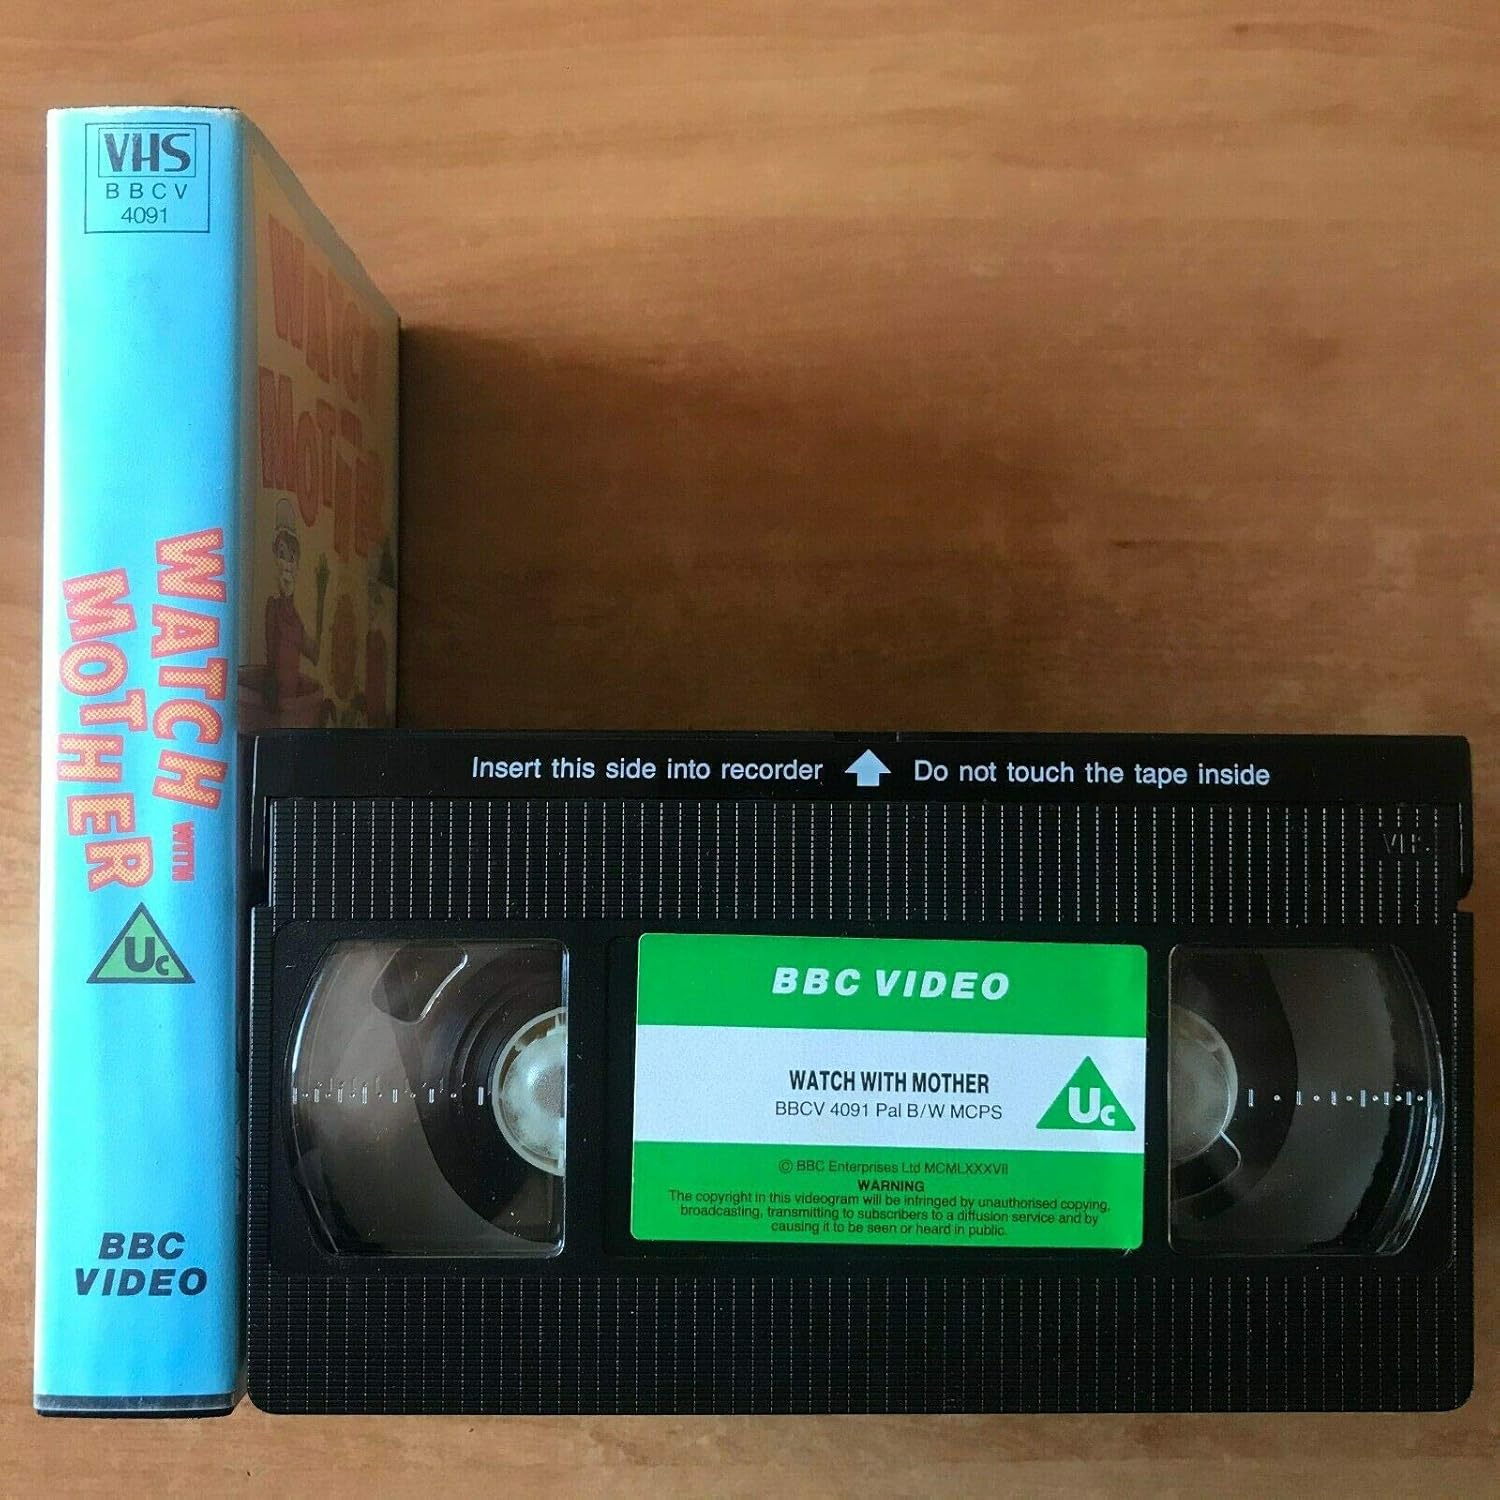 VHS
BBCV
4091
WATCH WITH
MOTHER
Uc
BBC
VIDEO
WATCH
Insert this side into recorder Do not touch the tape inside
VHS
BBC VIDEO
WATCH WITH MOTHER
BBCV 4091 Pal B/W MCPS
Uc
© BBC Enterprises Ltd MCMLXXXVII
WARNING
The copyright in this videogram will be infringed by unauthorised copying,
broadcasting, transmitting to subscribers to a diffusion service and by
causing it to be seen or heard in public.